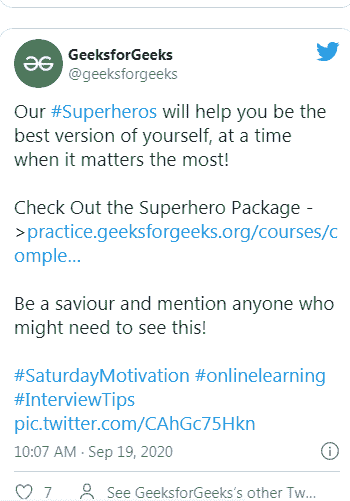 GeeksforGeeks
@geeksforgeeks
Our #Superheros will help you be the
best version of yourself, at a time
when it matters the most!
Check Out the Superhero Package -
>practice.geeksforgeeks.org/courses/c
omple...
Be a saviour and mention anyone who
might need to see this!
#SaturdayMotivation #onlinelearning
#InterviewTips
pic.twitter.com/CAhGc75Hkn
10:07 AM · Sep 19, 2020
7 See GeeksforGeeks's other Tw...